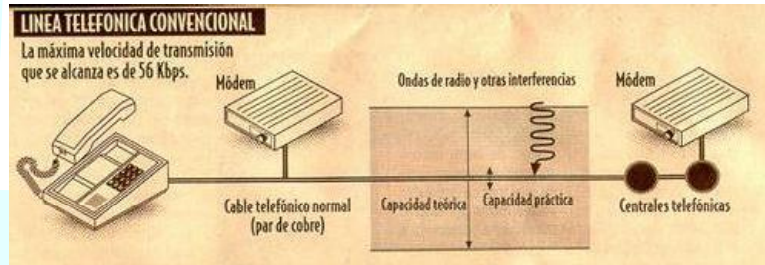 LINEA TELEFONICA CONVENCIONAL
La máxima velocidad de transmisión
que se alcanza es de 56 Kbps.
Módem
Ondas de radio y otras interferencias
Módem
Cable telefónico normal
(par de cobre)
Capacidad teórica
Capacidad práctica
Centrales telefónicas